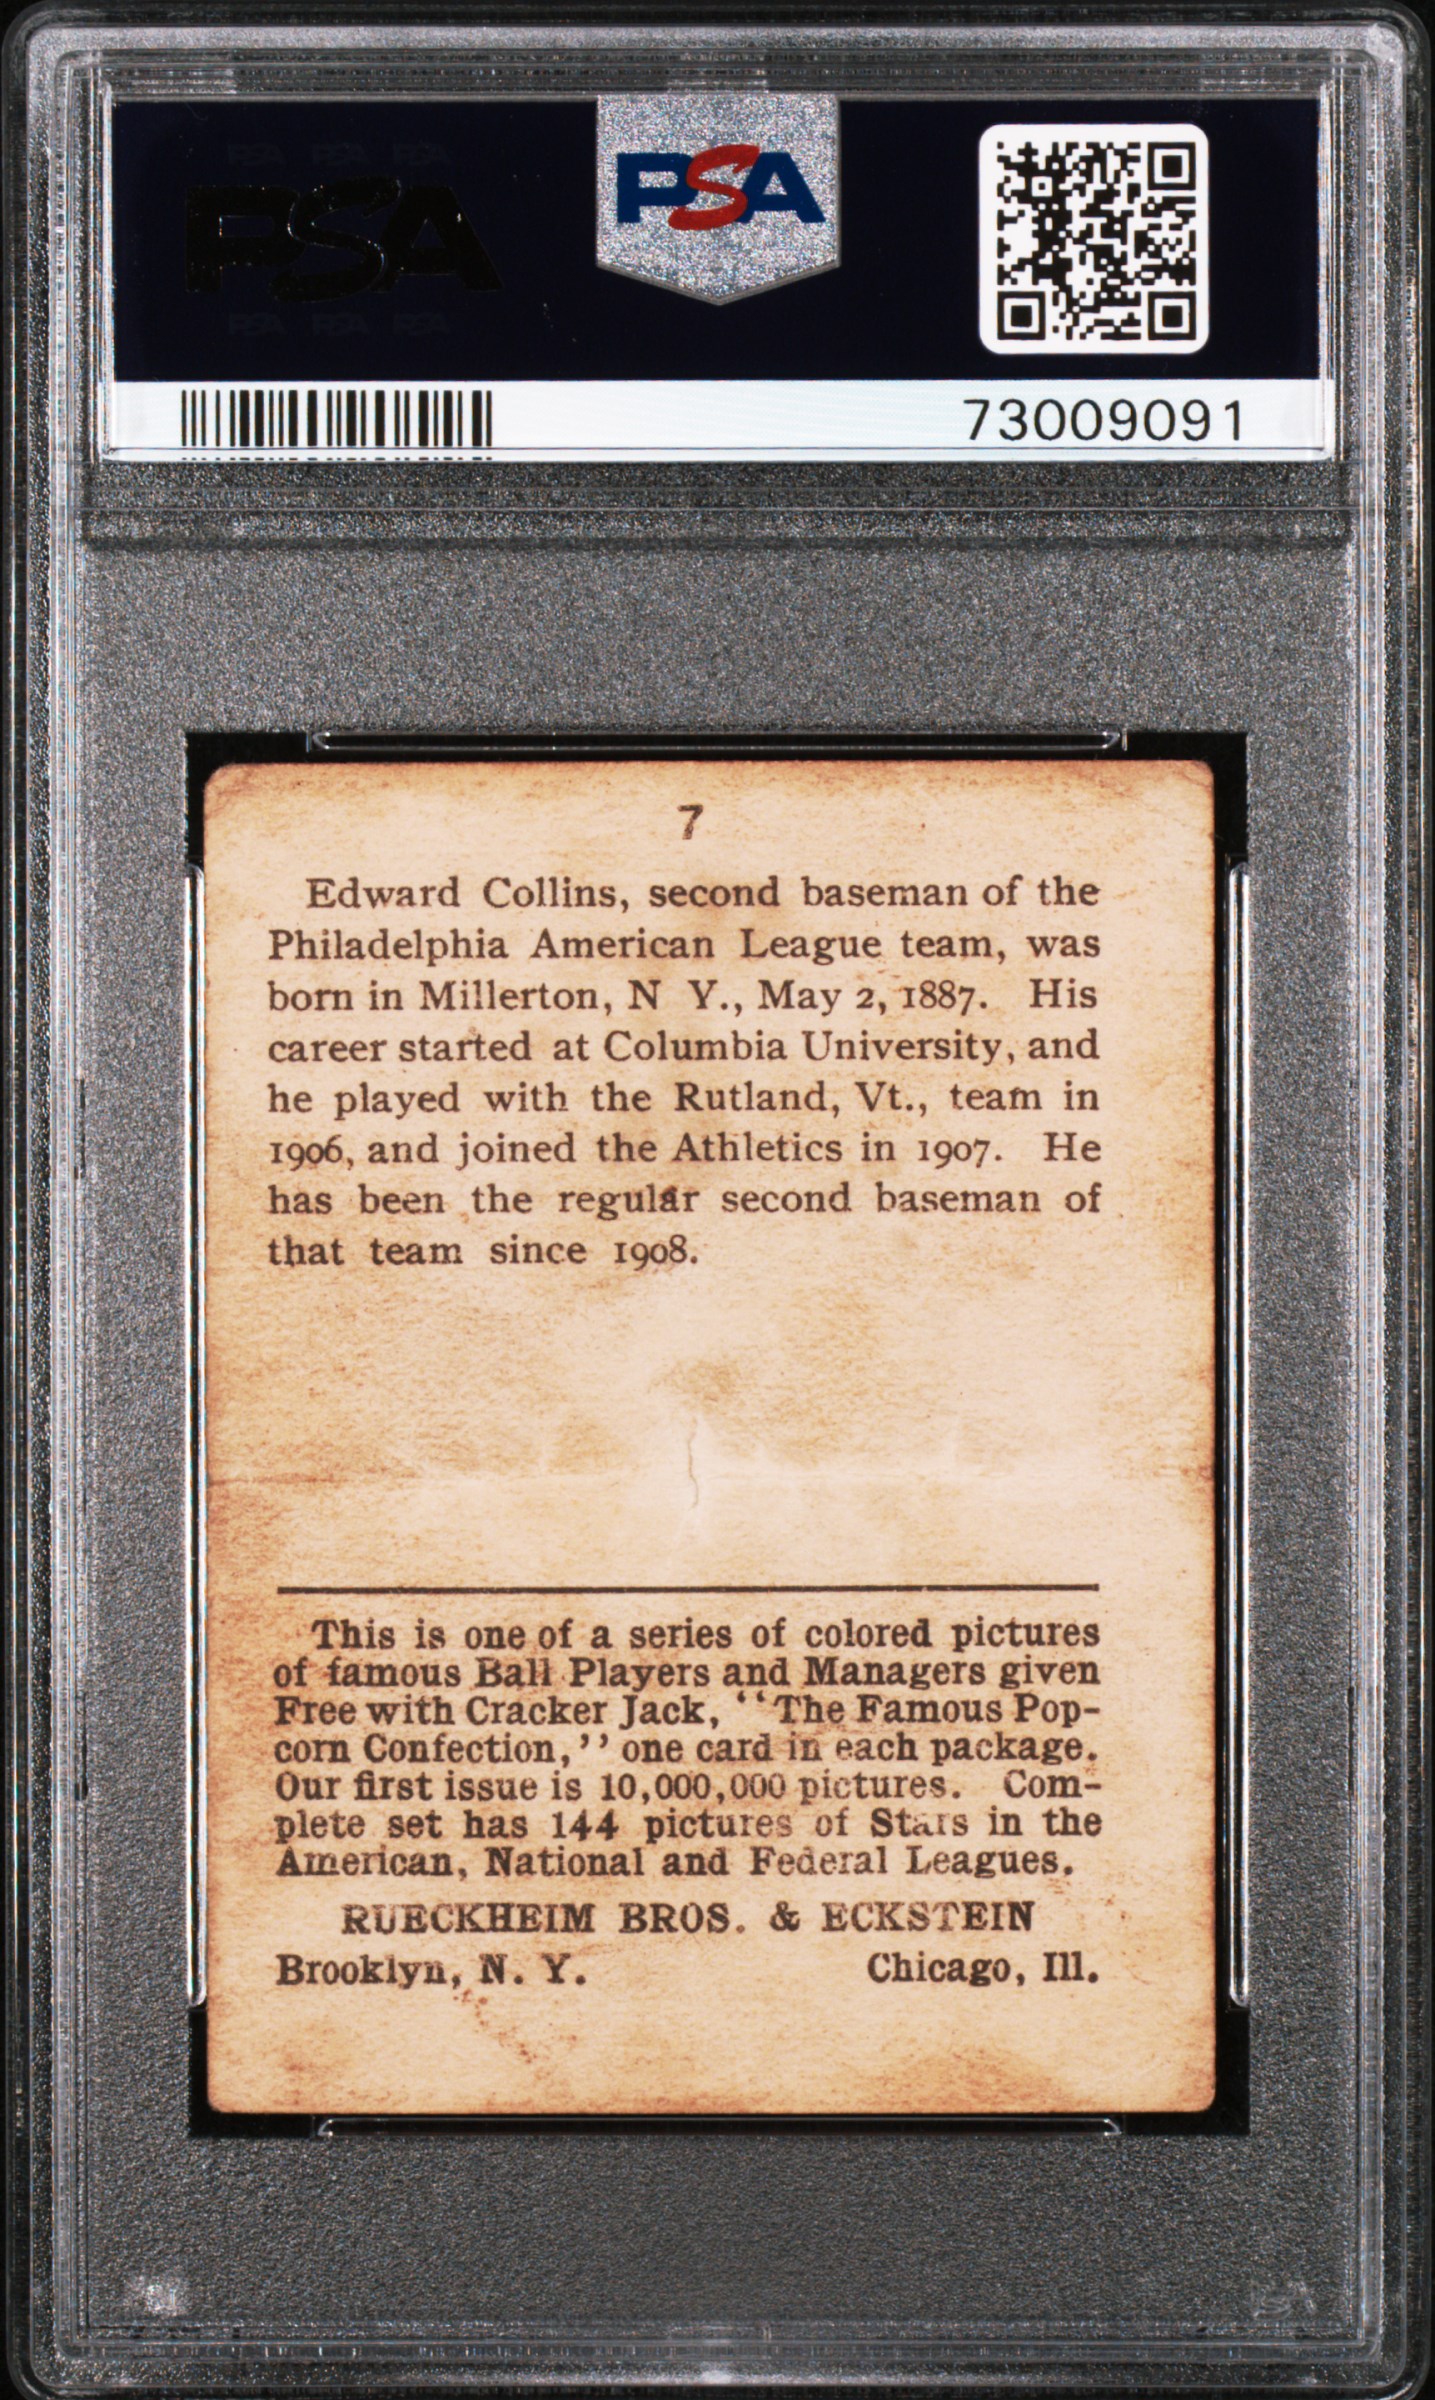 PSA
PSA
73009091
7
Edward Collins, second baseman of the
Philadelphia American League team, was
born in Millerton, N Y., May 2, 1887. His
career started at Columbia University, and
he played with the Rutland, Vt., team in
1906, and joined the Athletics in 1907. He
has been the regular second baseman of
that team since 1908.
This is one of a series of colored pictures
of famous Ball Players and Managers given
Free with Cracker Jack, "The Famous Pop-
corn Confection," one card in each package.
Our first issue is 10,000,000 pictures. Com-
plete set has 144 pictures of Stars in the
American, National and Federal Leagues.
RUECKHEIM BROS. & ECKSTEIN
Brooklyn, N. Y. Chicago, Ill.